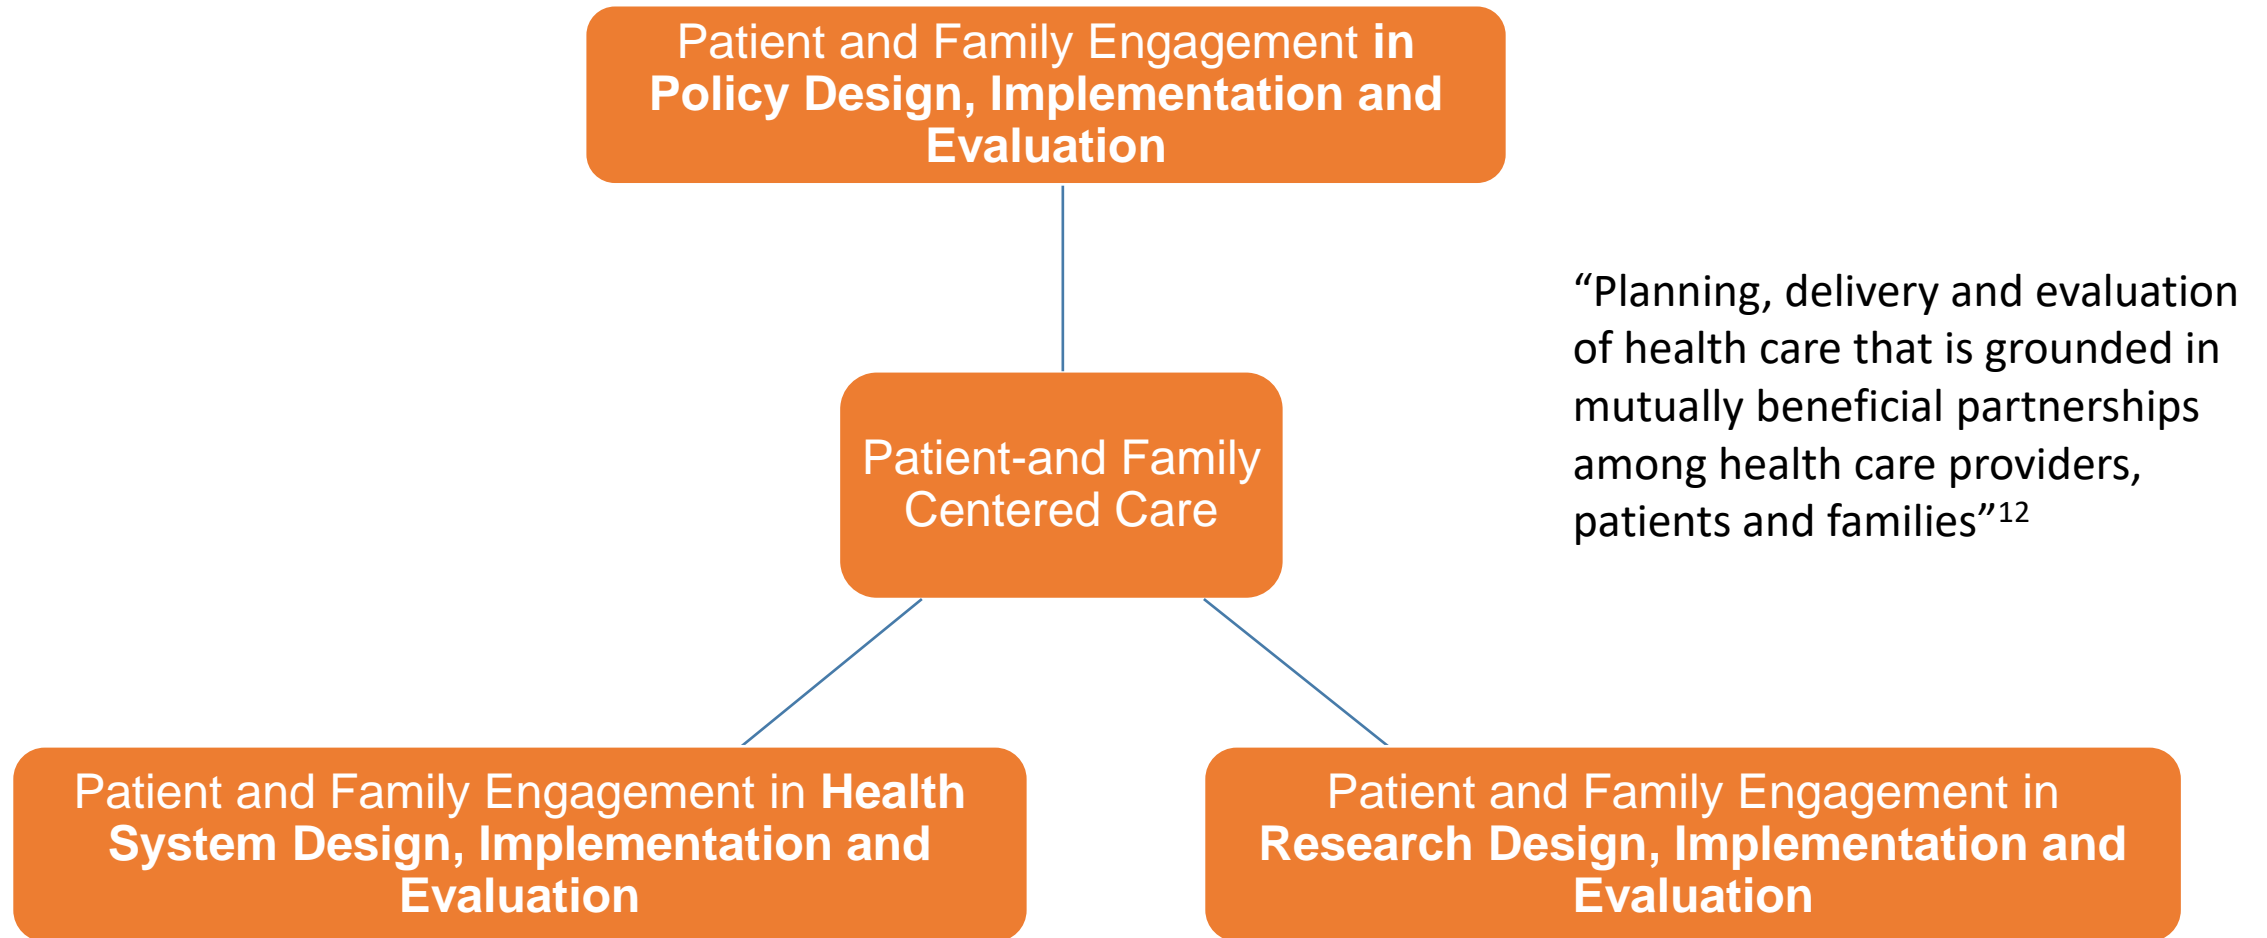 Patient and Family Engagement in
Policy Design, Implementation and
Evaluation
“Planning, delivery and evaluation
of health care that is grounded in
mutually beneficial partnerships
among health care providers,
patients and families”12
Patient-and Family
Centered Care
Patient and Family Engagement in Health
System Design, Implementation and
Evaluation
Patient and Family Engagement in
Research Design, Implementation and
Evaluation